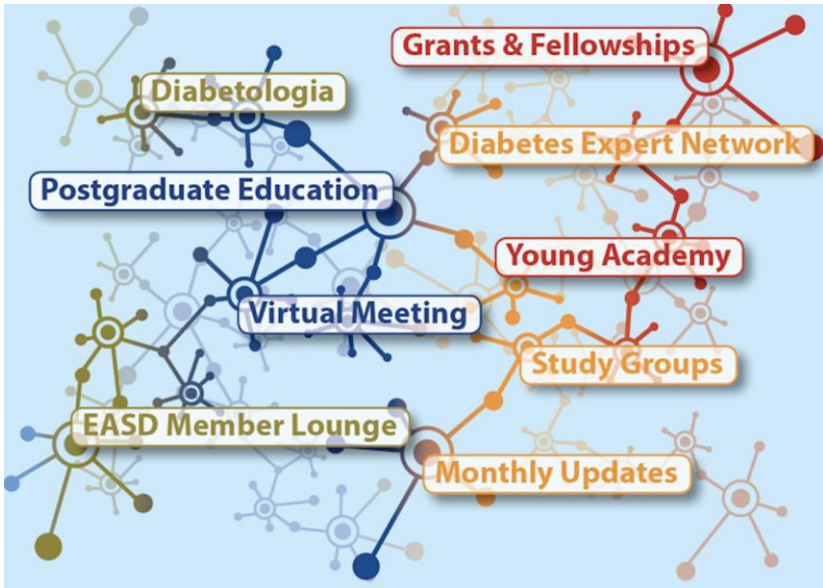 Grants & Fellowships
Diabetologia
Diabetes Expert Network
Postgraduate Education
Young Academy
Virtual Meeting
Study Groups
EASD Member Lounge
Monthly Updates